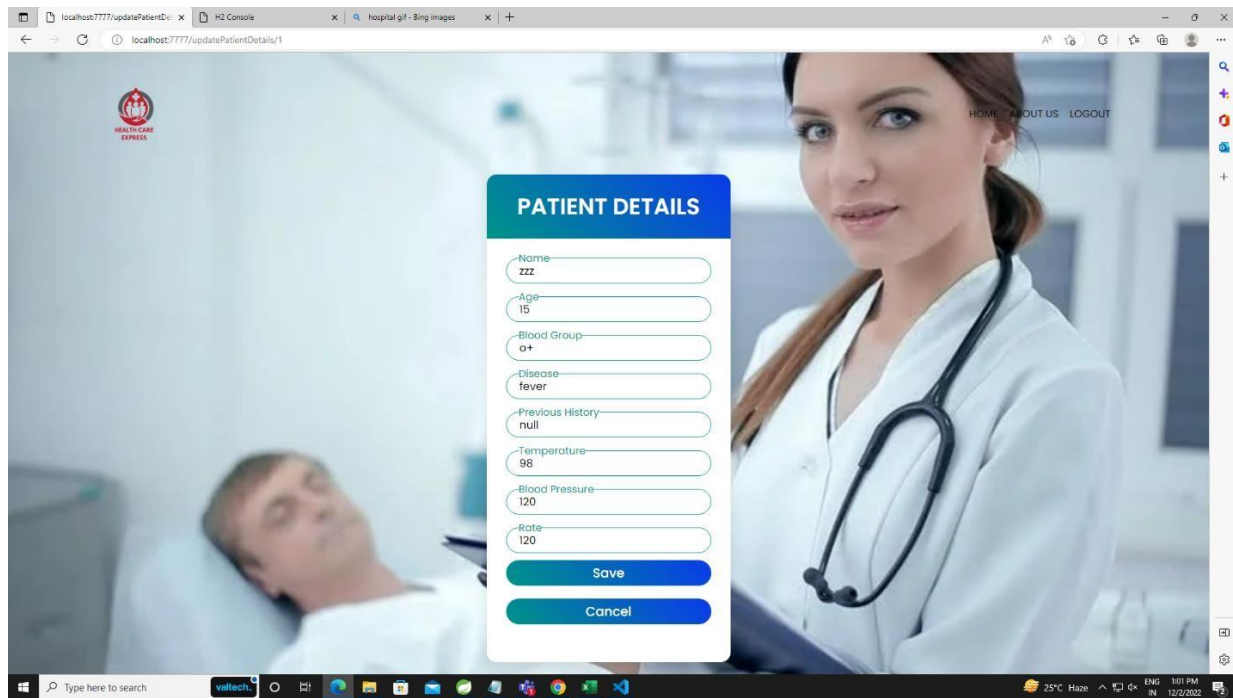 localhost:7777/updatePatientDe
H2 Console
hospital gif - Bing images
localhost:7777/updatePatientDetails/1
HEALTH CARE
EXPRESS
HOME ABOUT US LOGOUT
PATIENT DETAILS
Name
zzz
Age
15
Blood Group
o+
Disease
fever
Previous History
null
Temperature
98
Blood Pressure
120
Rate
120
Save
Cancel
Type here to search
valtech.
25°C Haze
ENG
1:01 PM
12/2/2022
2